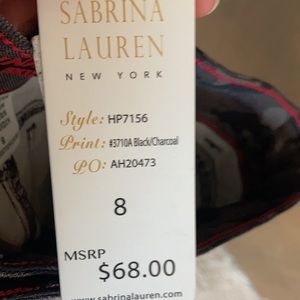 SABRINA
LAUREN
NEW YORK
Style: HP7156
Print: #3710A Black/Charcoal
PO: AH20473
8
MSRP
$68.00
www.sabrinalauren.com